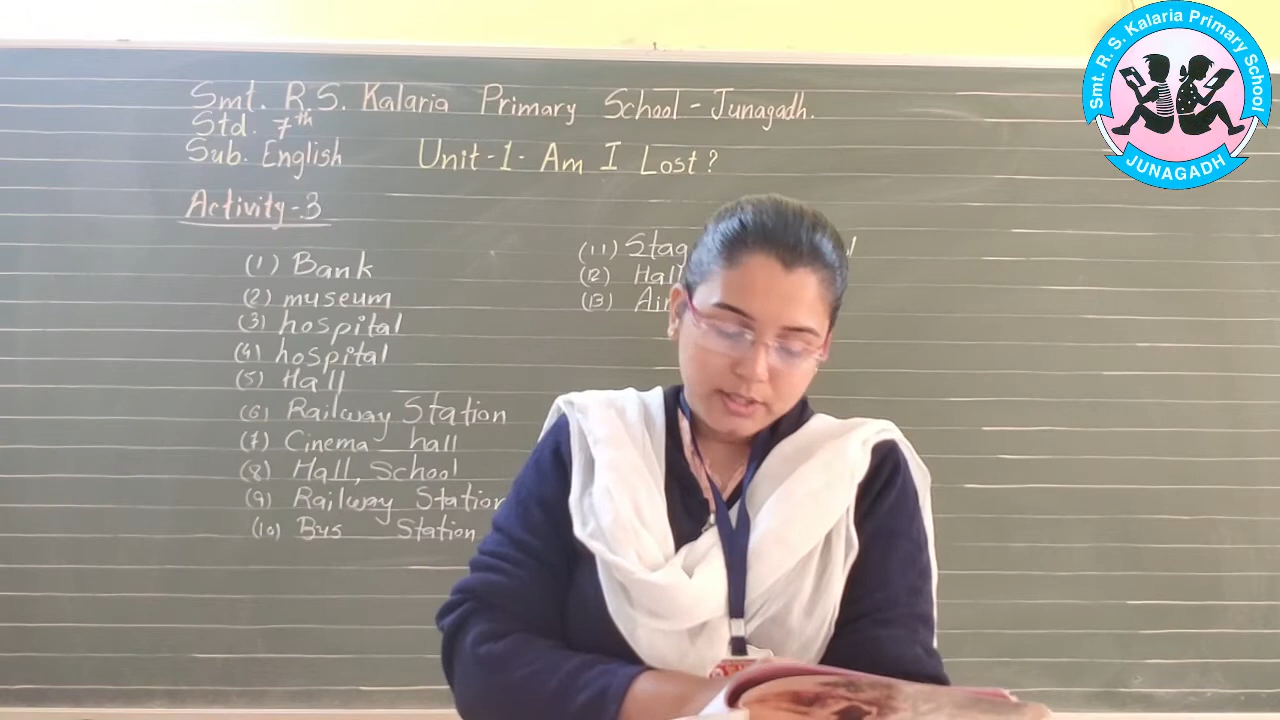 Smt. R.S. Kalaria Primary School - Junagadh.
Std. 7th
Sub. English Unit-1- Am I Lost?
Activity-3
(1) Bank
(2) museum
(3) hospital
(4) hospital
(5) Hall
(6) Railway Station
(7) Cinema hall
(8) Hall, School
(9) Railway Station
(10) Bus Station
(11)
(12)
(13)
Smt. R. S. Kalaria Primary School
JUNAGADH